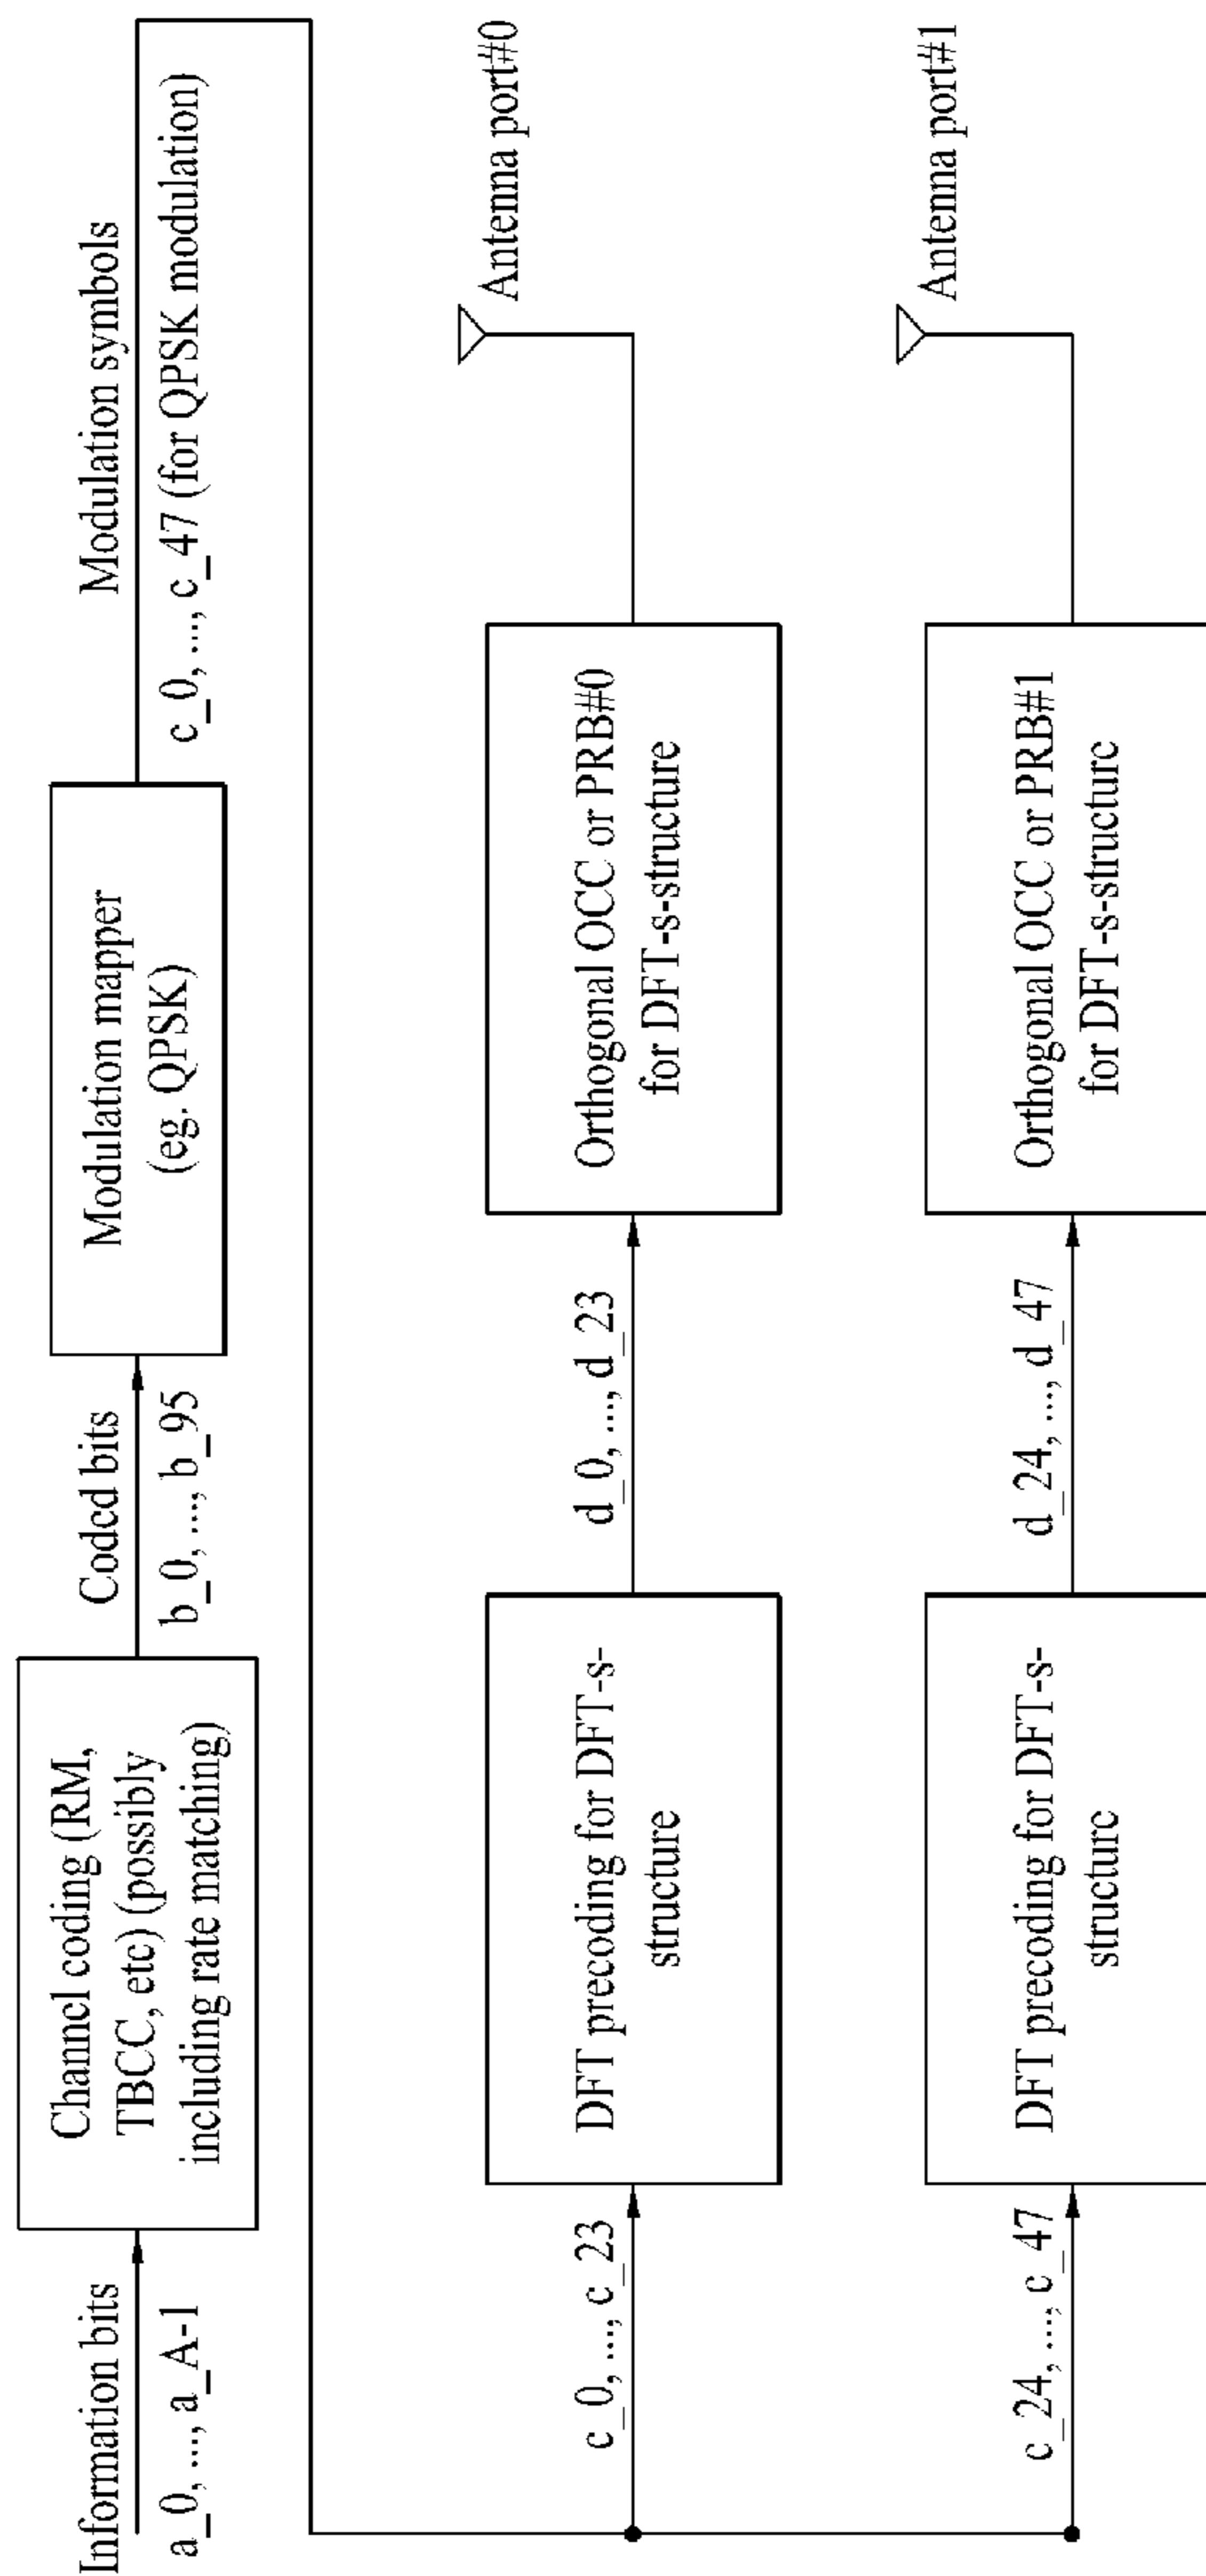 Information bits
a_0, ..., a_A-1
Channel coding (RM,
TBCC, etc) (possibly
including rate matching)
Coded bits
b_0, ..., b_95
Modulation mapper
(eg. QPSK)
Modulation symbols
c_0, ..., c_47 (for QPSK modulation)
c_0, ..., c_23
DFT precoding for DFT-s-
structure
d_0, ..., d_23
Orthogonal OCC or PRB#0
for DFT-s-structure
Antenna port#0
c_24, ..., c_47
DFT precoding for DFT-s-
structure
d_24, ..., d_47
Orthogonal OCC or PRB#1
for DFT-s-structure
Antenna port#1